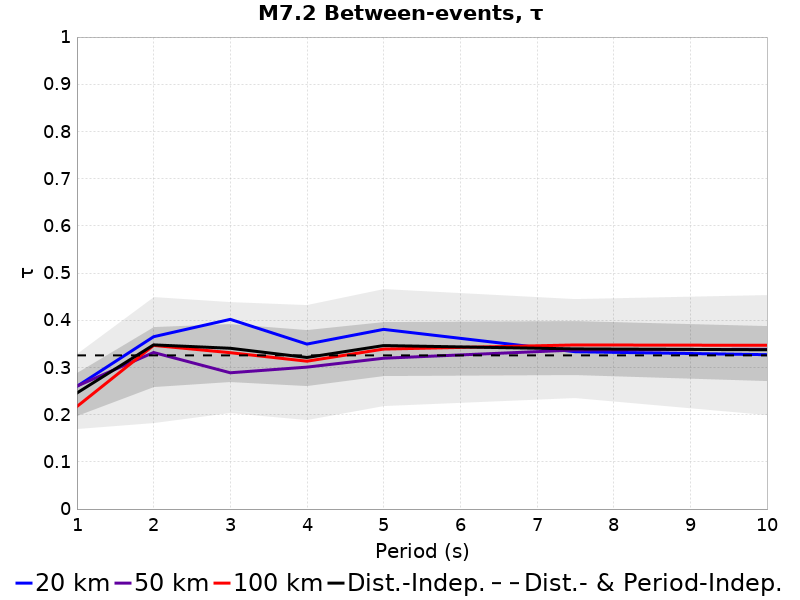 M7.2 Between-events, τ
1
0.9
0.8
0.7
0.6
0.5
0.4
0.3
0.2
0.1
0
τ
1 2 3 4 5 6 7 8 9 10
Period (s)
20 km 50 km 100 km Dist.-Indep. Dist.- & Period-Indep.